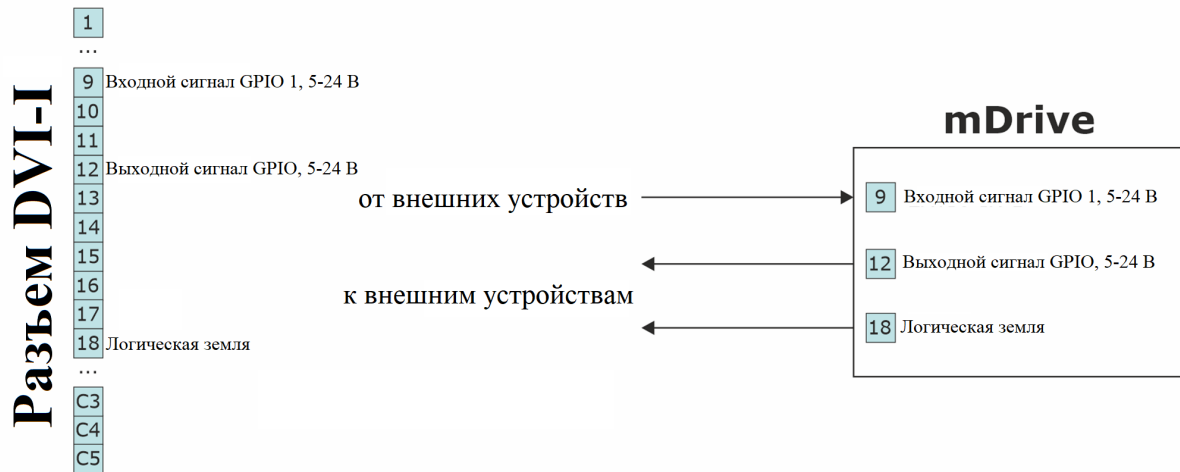 Разъем DVI-I
1
...
9 Входной сигнал GPIO 1, 5-24 В
10
11
12 Выходной сигнал GPIO, 5-24 В
13
14
15
16
17
18 Логическая земля
...
C3
C4
C5
от внешних устройств
к внешним устройствам
mDrive
9 Входной сигнал GPIO 1, 5-24 В
12 Выходной сигнал GPIO, 5-24 В
18 Логическая земля